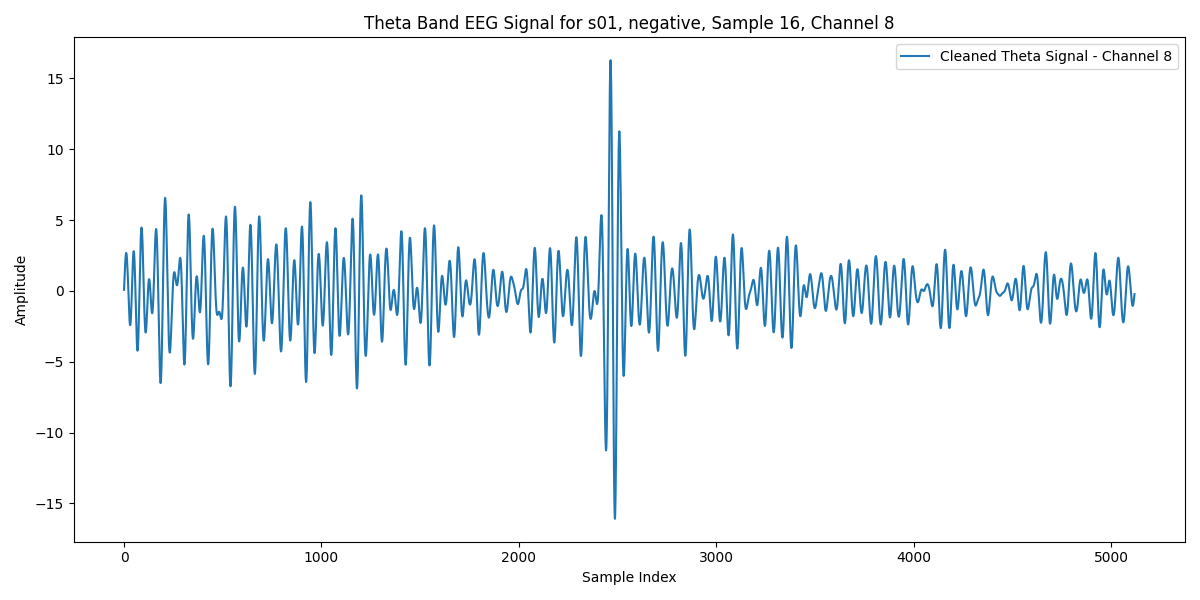 Theta Band EEG Signal for s01, negative, Sample 16, Channel 8
Cleaned Theta Signal - Channel 8
Amplitude
15
10
5
0
−5
−10
−15
0 1000 2000 3000 4000 5000
Sample Index